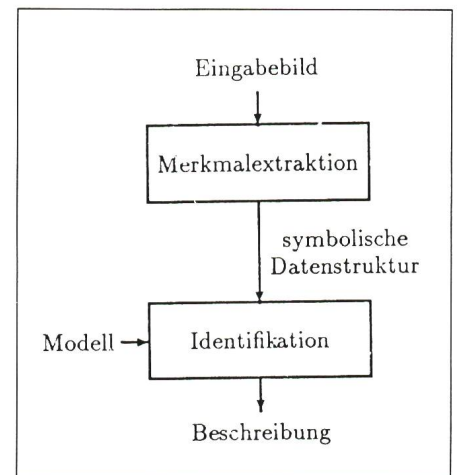 Eingabebild
Merkmalextraktion
symbolische
Datenstruktur
Modell
Identifikation
Beschreibung